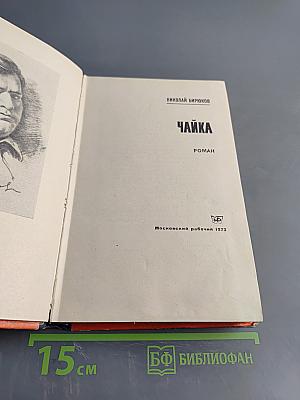 НИКОЛАЙ БИРЮКОВ
ЧАЙКА
РОМАН
Московский рабочий 1973
15 см
БФ БИБЛИОФАН